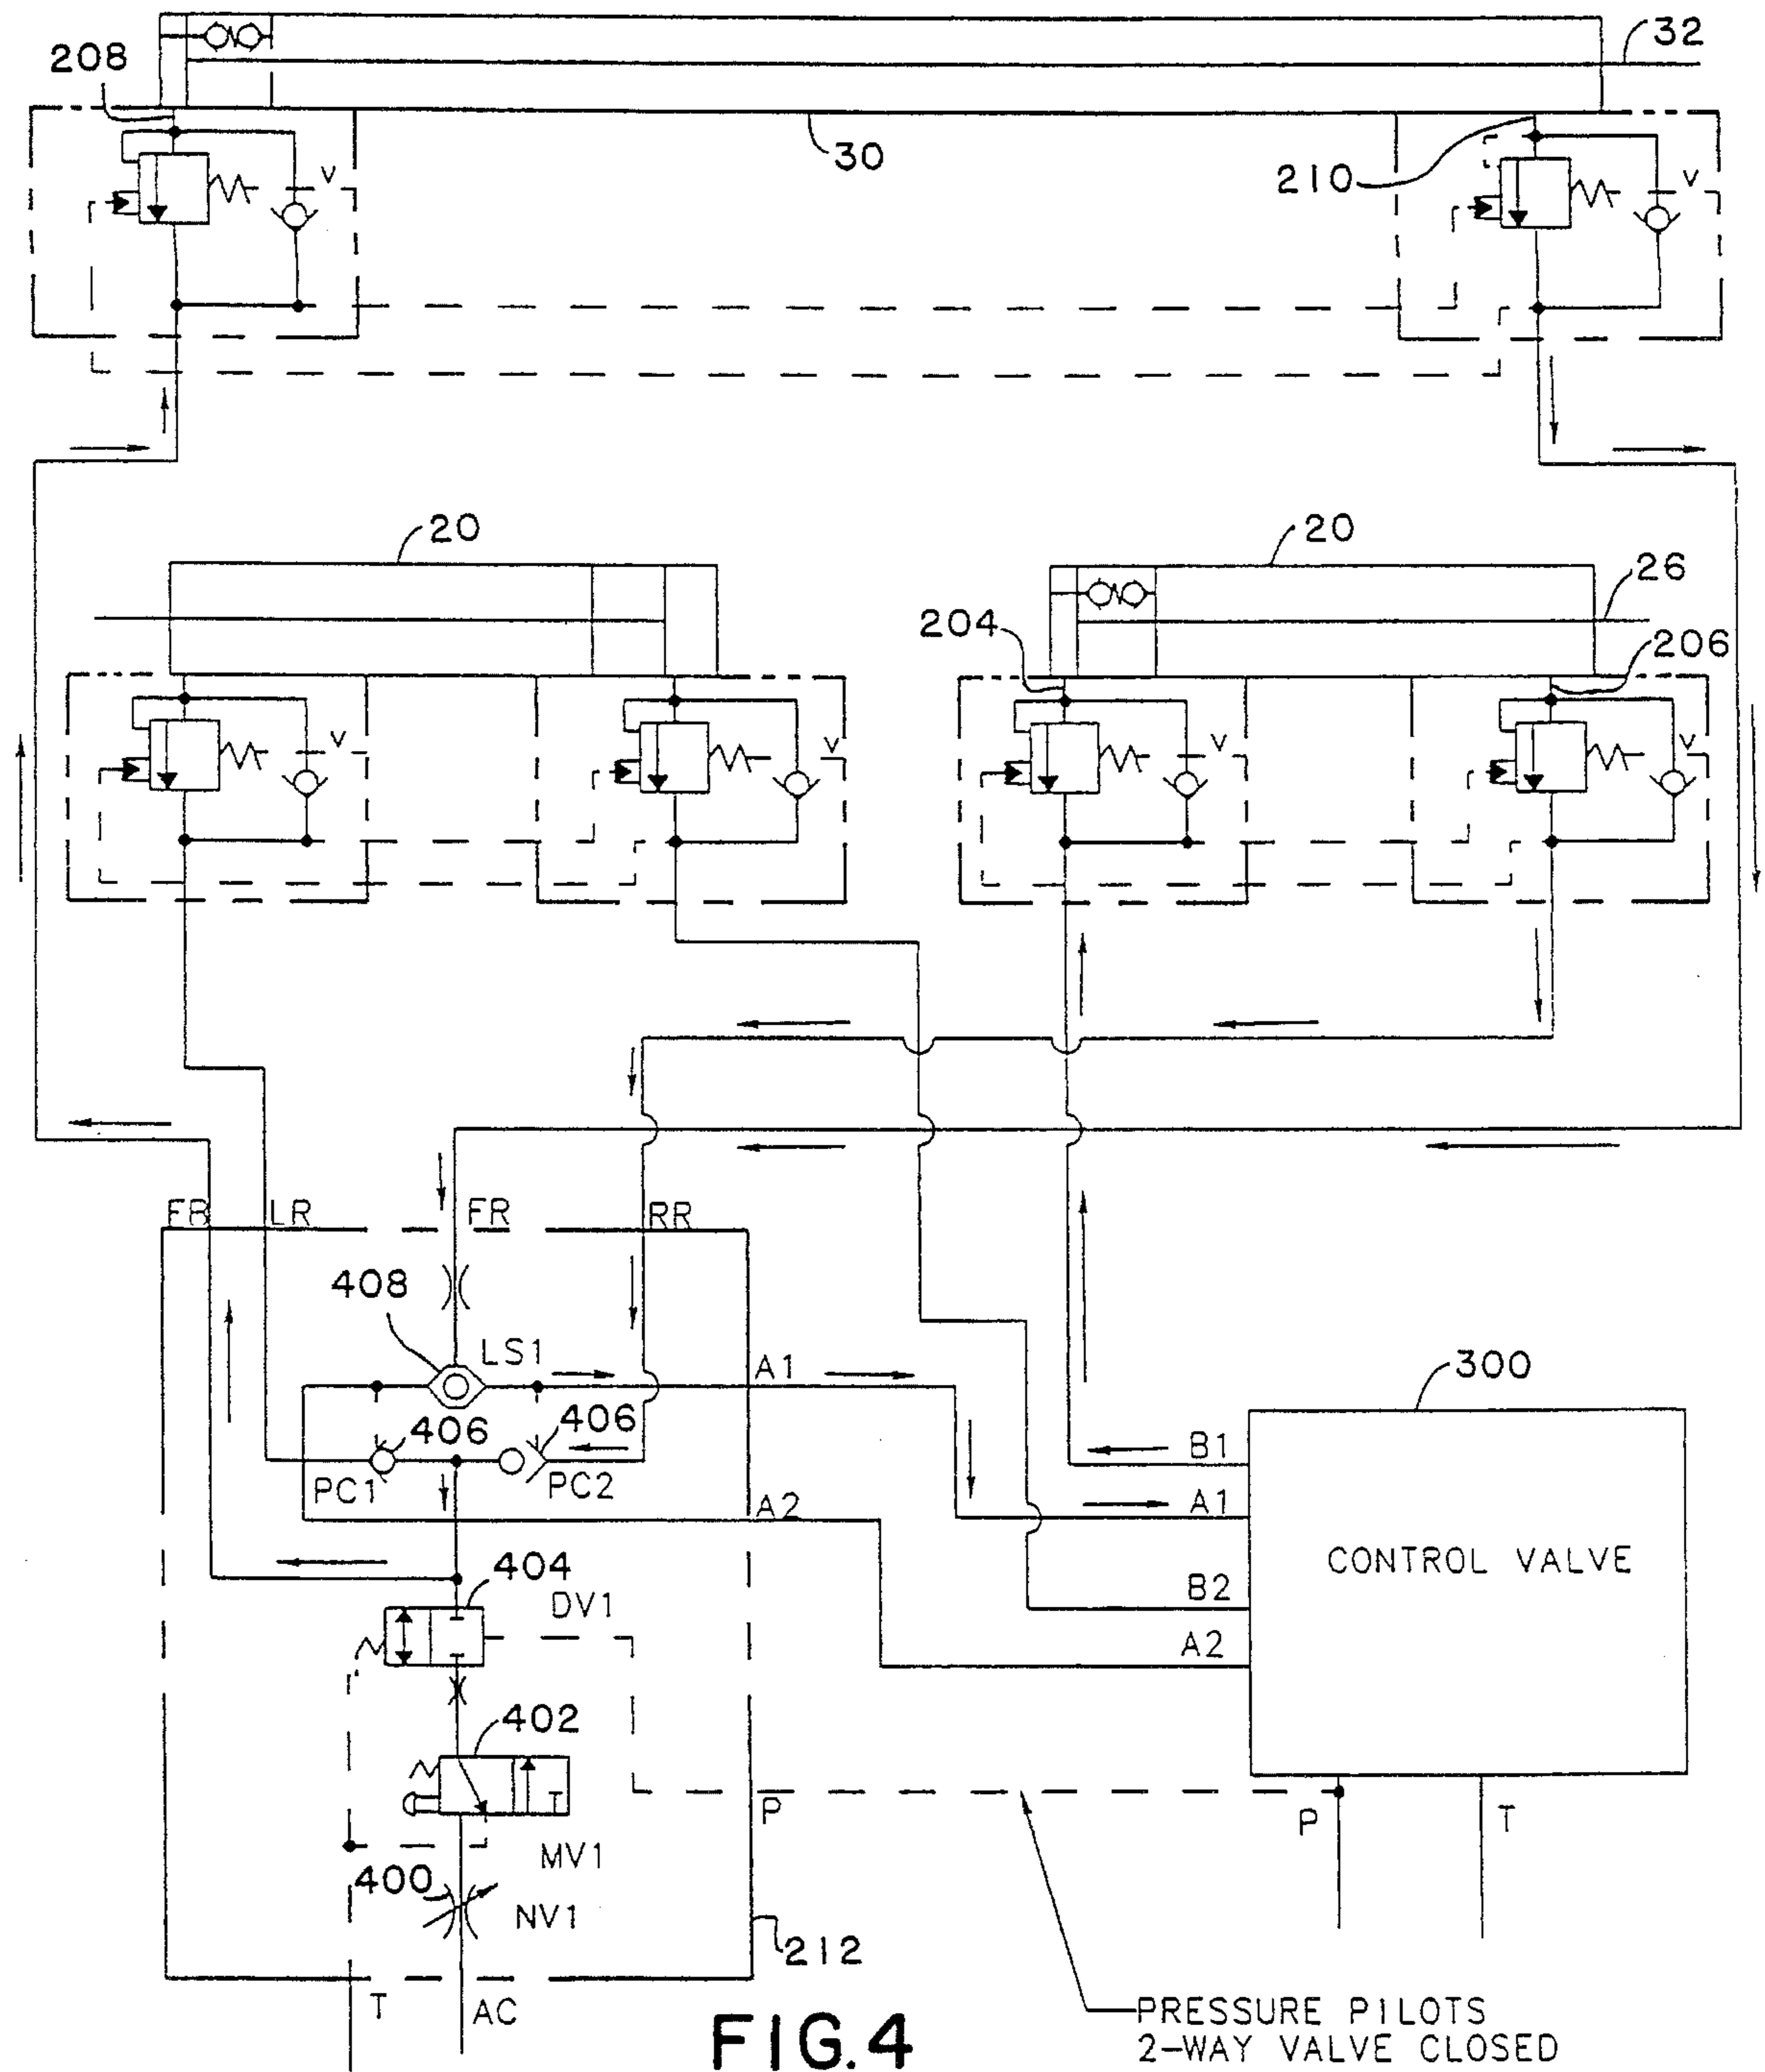 32
208
30
210
V
V
20
20
26
204
206
V
V
V
V
FB
LR
FR
RR
408
LS1
A1
300
406
406
B1
PC1
PC2
A1
A2
CONTROL VALVE
404
B2
DV1
A2
402
P
P
T
MV1
400
NV1
212
T
AC
PRESSURE PILOTS
2-WAY VALVE CLOSED
FIG.4
T